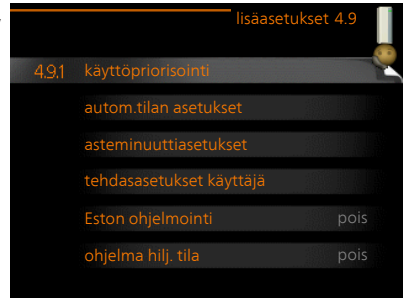 lisäasetukset 4.9
4.9.1 käyttöpriorisointi
autom.tilan asetukset
asteminuuttiasetukset
tehdasasetukset käyttäjä
Eston ohjelmointi pois
ohjelma hilj. tila pois